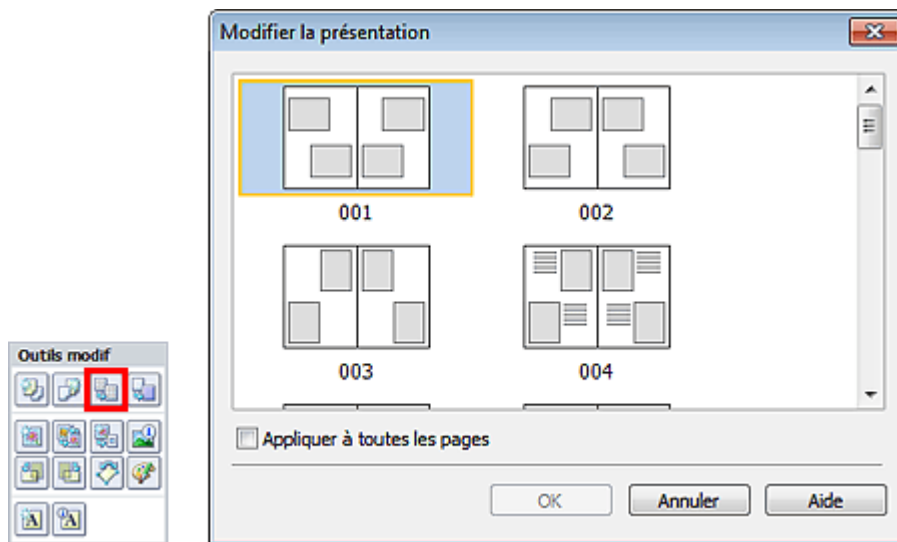 Modifier la présentation
001
002
003
004
Outils modif
Appliquer à toutes les pages
OK
Annuler
Aide